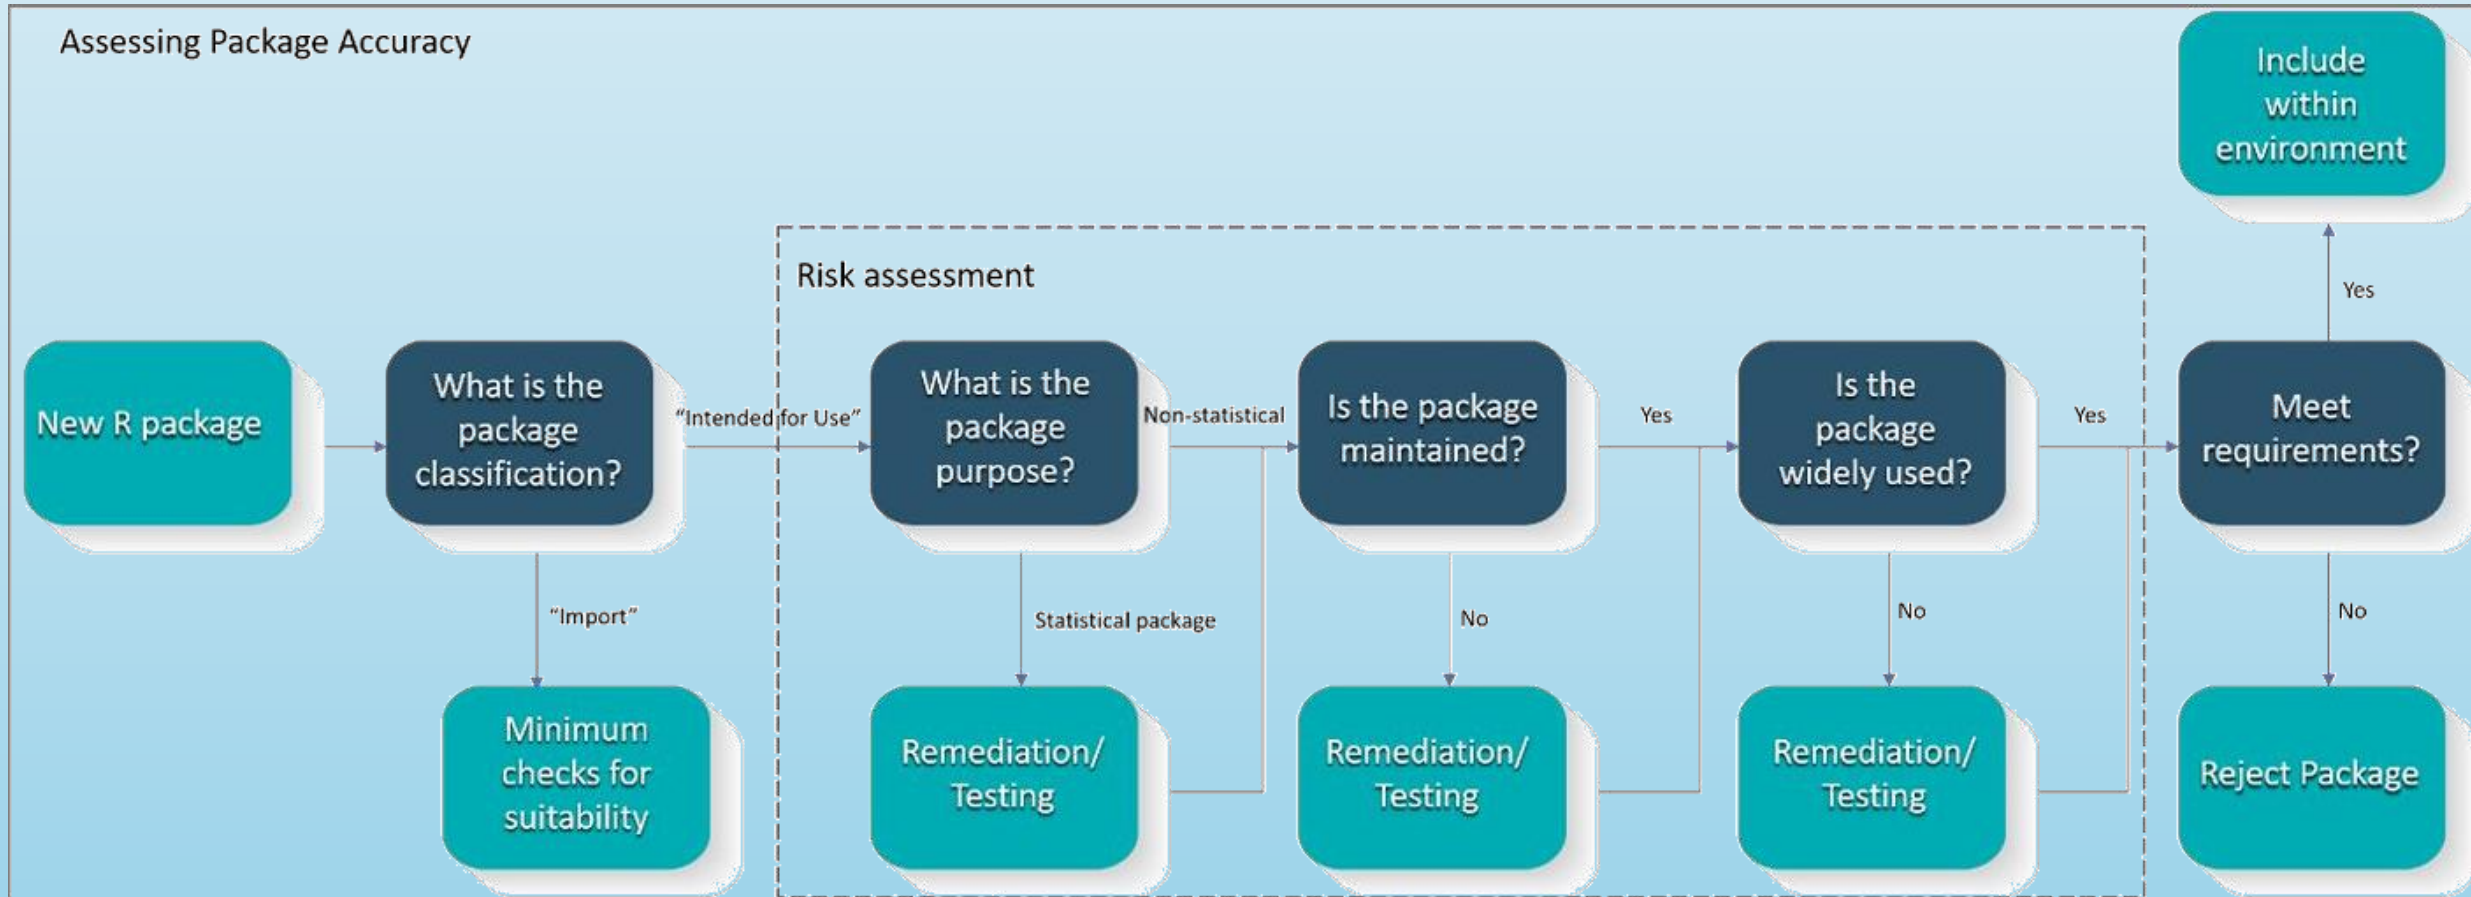 Assessing Package Accuracy
Include
within
environment
Yes
Risk assessment
New R package
What is the
package
classification?
“Intended for Use”
What is the
package
purpose?
Non-statistical
Is the package
maintained?
Yes
Is the
package
widely used?
Yes
Meet
requirements?
“Import”
Statistical package
No
No
No
Minimum
checks for
suitability
Remediation/
Testing
Remediation/
Testing
Remediation/
Testing
Reject Package